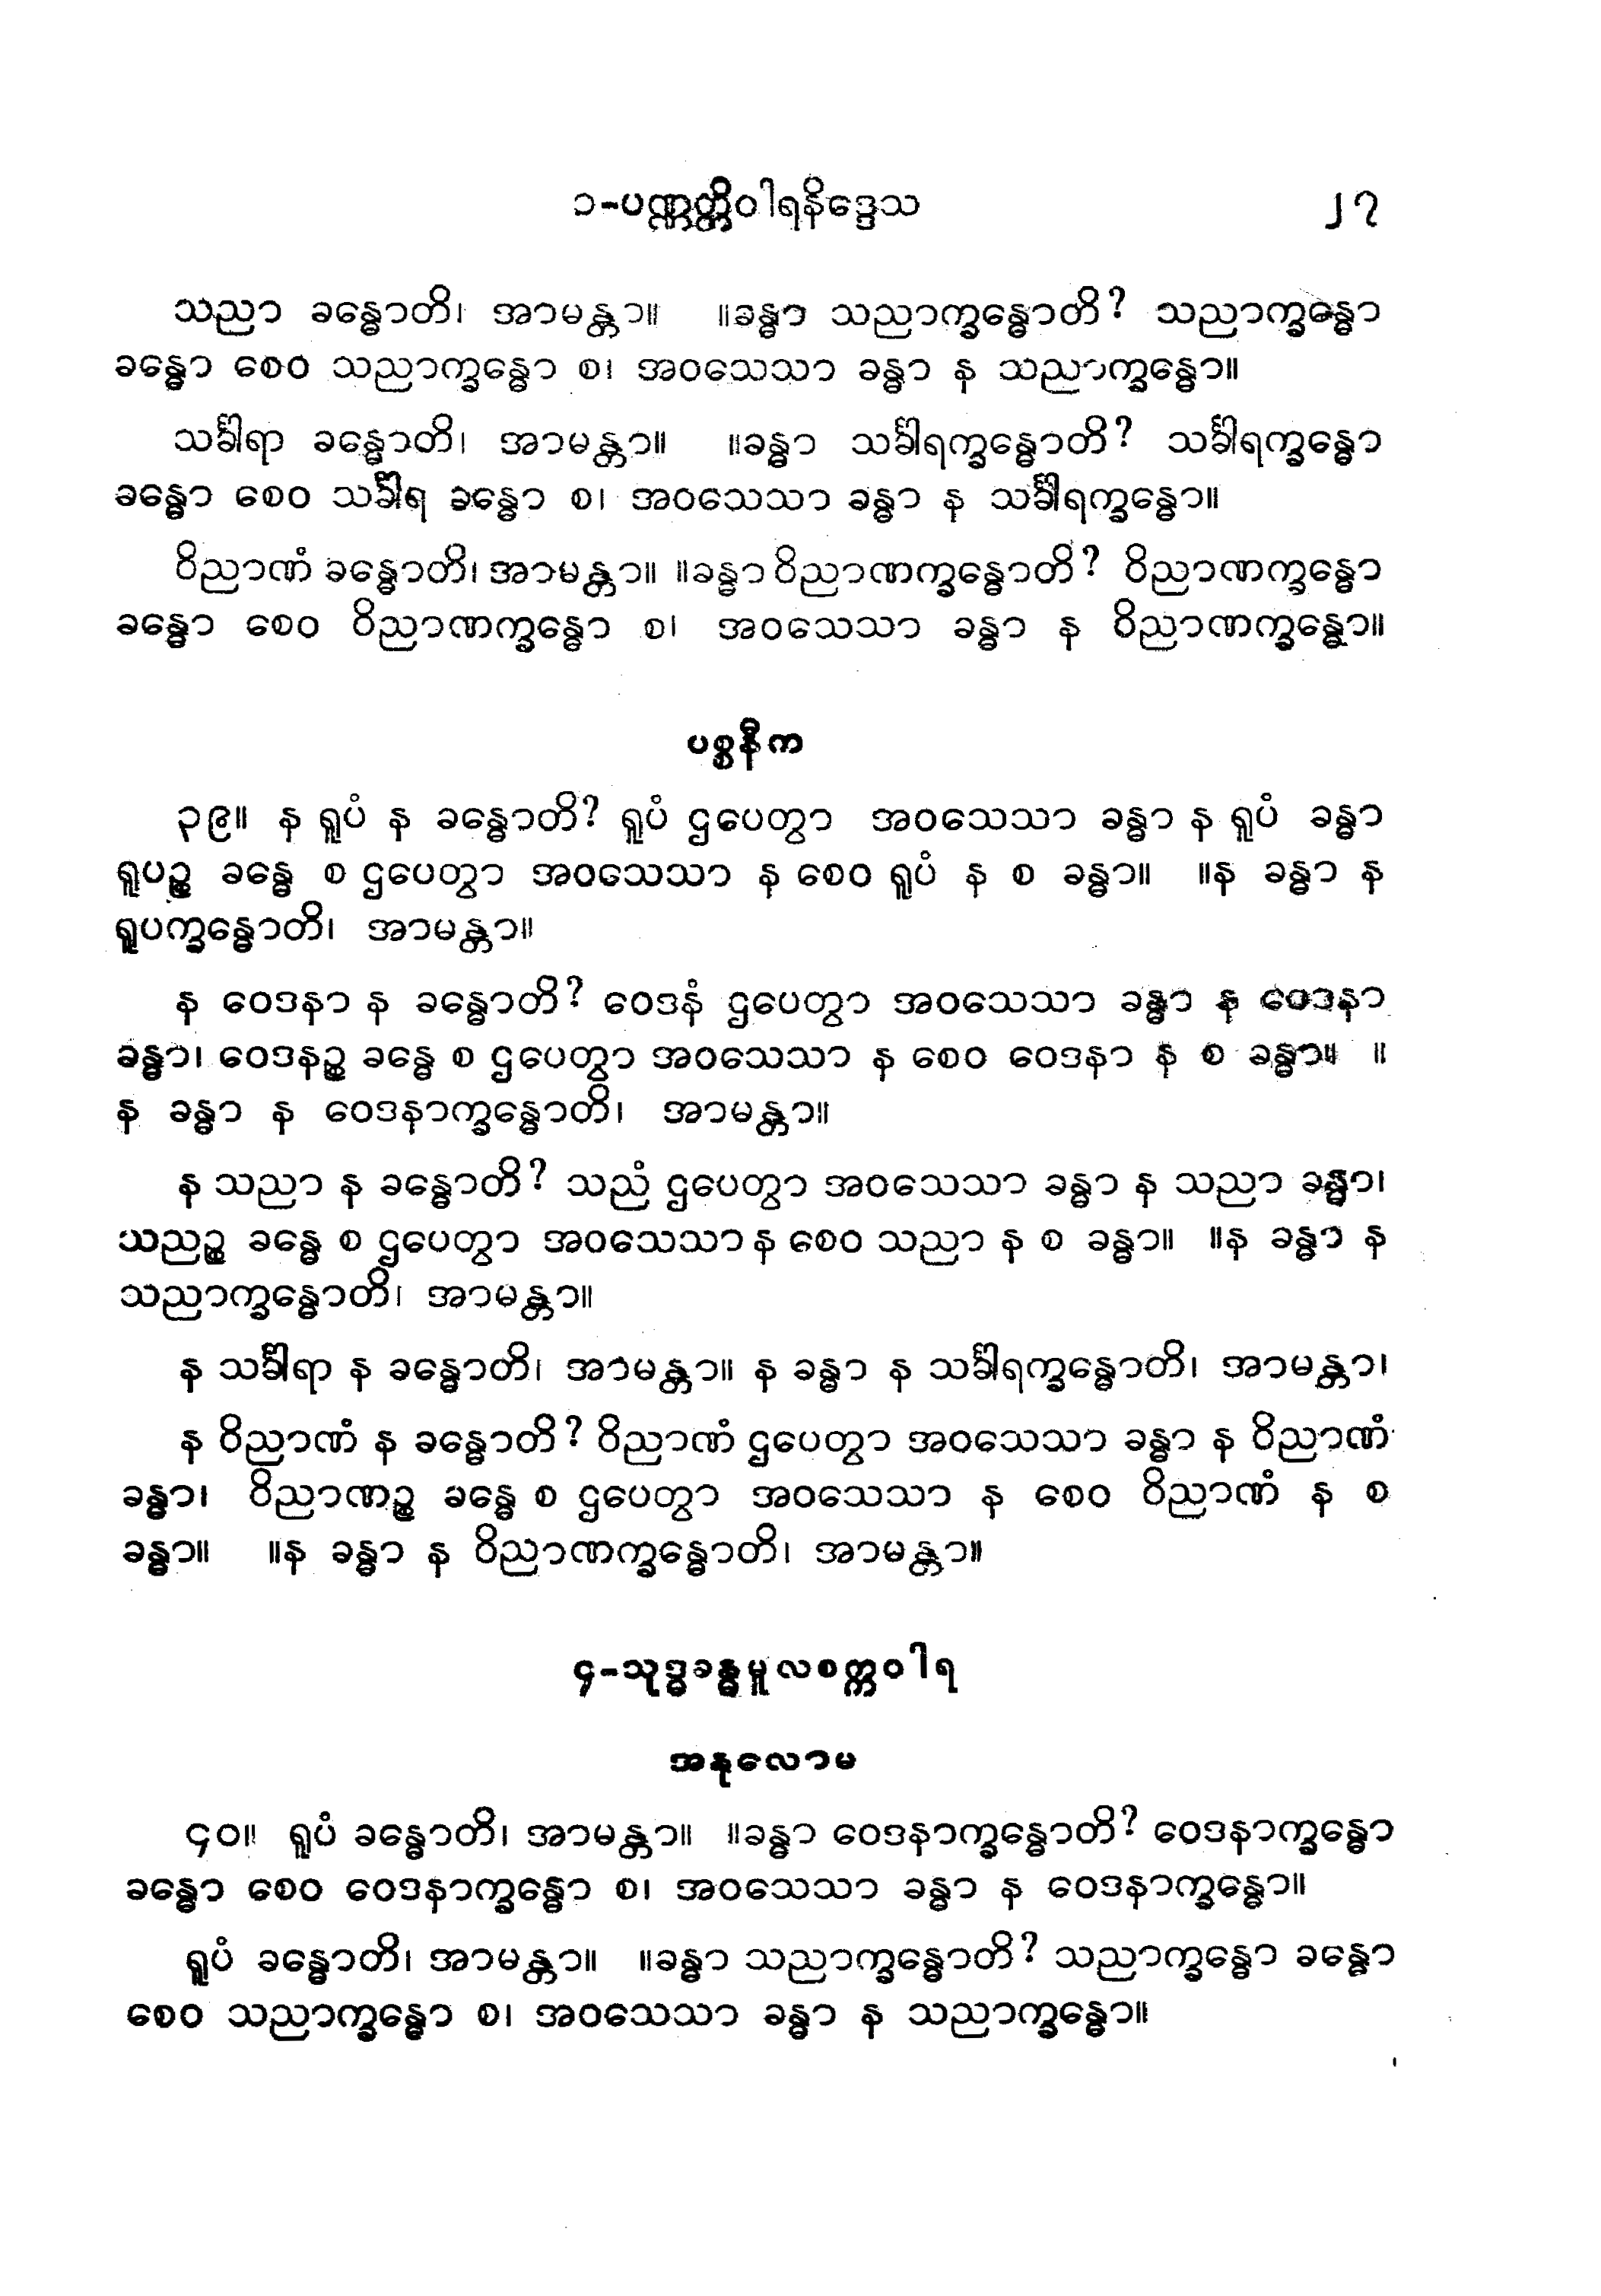 ၁-ပဏ္ဏတ္တိဝါရနိဒ္ဒေသ ၂၇
သညာ ခန္ဓောတိ၊ အာမန္တာ။ ။ခန္ဓာ သညာက္ခန္ဓောတိ? သညာက္ခန္ဓော
ခန္ဓော စေဝ သညာက္ခန္ဓော စ၊ အဝသေသာ ခန္ဓာ န သညာက္ခန္ဓော။
သင်္ခါရာ ခန္ဓောတိ၊ အာမန္တာ။ ။ခန္ဓာ သင်္ခါရက္ခန္ဓောတိ? သင်္ခါရက္ခန္ဓော
ခန္ဓော စေဝ သင်္ခါရ ခန္ဓော စ၊ အဝသေသာ ခန္ဓာ န သင်္ခါရက္ခန္ဓော။
ဝိညာဏံ ခန္ဓောတိ၊ အာမန္တာ။ ။ခန္ဓာ ဝိညာဏက္ခန္ဓောတိ? ဝိညာဏက္ခန္ဓော
ခန္ဓော စေဝ ဝိညာဏက္ခန္ဓော စ၊ အဝသေသာ ခန္ဓာ န ဝိညာဏက္ခန္ဓော။
ပစ္စနီက
၃၉။ န ရူပံ န ခန္ဓောတိ? ရူပံ ဌပေတွာ အဝသေသာ ခန္ဓာ န ရူပံ ခန္ဓာ
ရူပဉ္စ ခန္ဓေ စ ဌပေတွာ အဝသေသာ န စေဝ ရူပံ န စ ခန္ဓာ။ ။န ခန္ဓာ န
ရူပက္ခန္ဓောတိ၊ အာမန္တာ။
န ဝေဒနာ န ခန္ဓောတိ? ဝေဒနံ ဌပေတွာ အဝသေသာ ခန္ဓာ န ဝေဒနာ
ခန္ဓာ၊ ဝေဒနဉ္စ ခန္ဓေ စ ဌပေတွာ အဝသေသာ န စေဝ ဝေဒနာ န စ ခန္ဓာ။ ။
န ခန္ဓာ န ဝေဒနာက္ခန္ဓောတိ၊ အာမန္တာ။
န သညာ န ခန္ဓောတိ? သညံ ဌပေတွာ အဝသေသာ ခန္ဓာ န သညာ ခန္ဓာ၊
သညဉ္စ ခန္ဓေ စ ဌပေတွာ အဝသေသာ န စေဝ သညာ န စ ခန္ဓာ။ ။န ခန္ဓာ န
သညာက္ခန္ဓောတိ၊ အာမန္တာ။
န သင်္ခါရာ န ခန္ဓောတိ၊ အာမန္တာ။ န ခန္ဓာ န သင်္ခါရက္ခန္ဓောတိ၊ အာမန္တာ၊
န ဝိညာဏံ န ခန္ဓောတိ? ဝိညာဏံ ဌပေတွာ အဝသေသာ ခန္ဓာ န ဝိညာဏံ
ခန္ဓာ၊ ဝိညာဏဉ္စ ခန္ဓေ စ ဌပေတွာ အဝသေသာ န စေဝ ဝိညာဏံ န စ
ခန္ဓာ။ ။န ခန္ဓာ န ဝိညာဏက္ခန္ဓောတိ၊ အာမန္တာ။
၄-သုဒ္ဓခန္ဓမူလစက္ကဝါရ
အနုလောမ
၄၀။ ရူပံ ခန္ဓောတိ၊ အာမန္တာ။ ။ခန္ဓာ ဝေဒနာက္ခန္ဓောတိ? ဝေဒနာက္ခန္ဓော
ခန္ဓော စေဝ ဝေဒနာက္ခန္ဓော စ၊ အဝသေသာ ခန္ဓာ န ဝေဒနာက္ခန္ဓော။
ရူပံ ခန္ဓောတိ၊ အာမန္တာ။ ။ခန္ဓာ သညာက္ခန္ဓောတိ? သညာက္ခန္ဓော ခန္ဓော
စေဝ သညာက္ခန္ဓော စ၊ အဝသေသာ ခန္ဓာ န သညာက္ခန္ဓော။